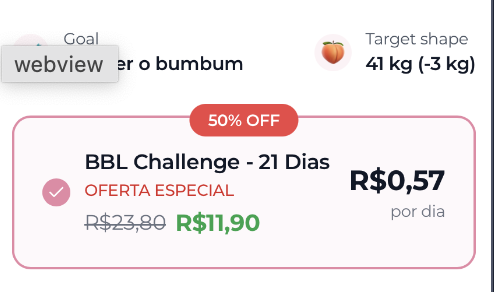 Goal
Target shape
webview
er o bumbum
41 kg (-3 kg)
50% OFF
BBL Challenge - 21 Dias
OFERTA ESPECIAL
R$23,80 R$11,90
R$0,57
por dia